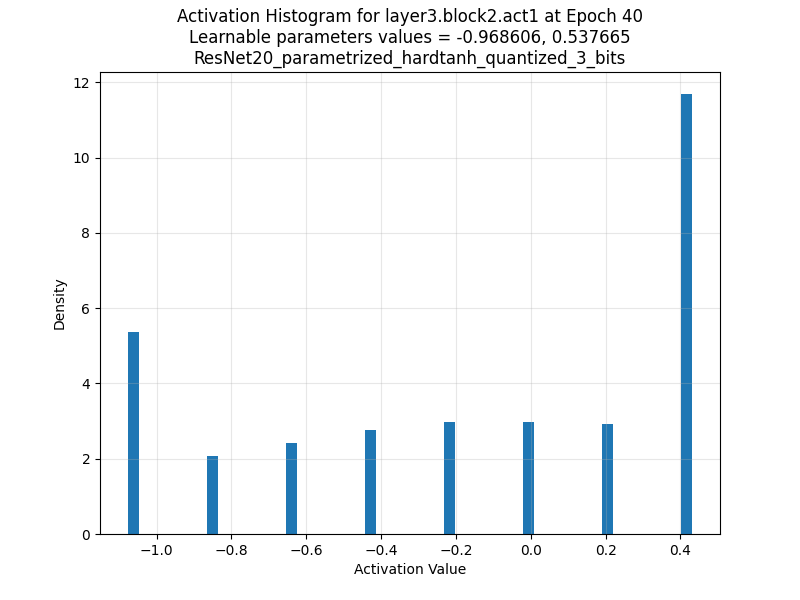 Activation Histogram for layer3.block2.act1 at Epoch 40
Learnable parameters values = -0.968606, 0.537665
ResNet20_parametrized_hardtanh_quantized_3_bits
12
10
8
6
4
2
0
Density
−1.0 −0.8 −0.6 −0.4 −0.2 0.0 0.2 0.4
Activation Value